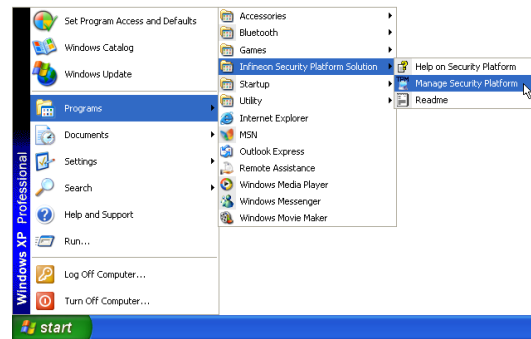 Set Program Access and Defaults
Windows Catalog
Windows Update
Programs
Documents
Settings
Search
Help and Support
Run...
Log Off Computer...
Turn Off Computer...
Windows XP Professional
start
Accessories
Bluetooth
Games
Infineon Security Platform Solution
Startup
Utility
Internet Explorer
MSN
Outlook Express
Remote Assistance
Windows Media Player
Windows Messenger
Windows Movie Maker
Help on Security Platform
Manage Security Platform
Readme